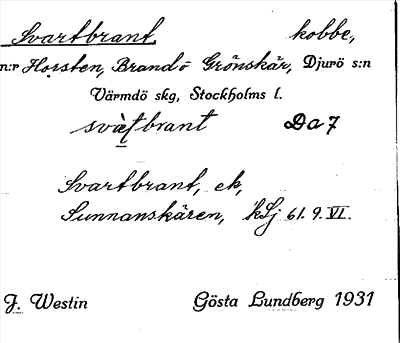 Svartbrant, kobbe,
n:r Horsten, Brandö- Grönskär, Djurö s:n
Värmdö skg, Stockholms l.
svàṭbrant Da 7
Svartbrant, ek,
Sunnanskären, kSj 61. 9. VI.
J. Westin Gösta Lundberg 1931